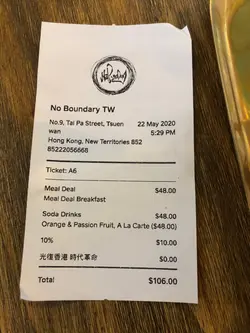 No Boundary TW
No.9, Tai Pa Street, Tsuen 22 May 2020
wan 5:29 PM
Hong Kong, New Territories 852
85222056668
Ticket: A6
Meal Deal $48.00
Meal Deal Breakfast
Soda Drinks $48.00
Orange & Passion Fruit, A La Carte ($48.00)
10% $10.00
光復香港 時代革命 $0.00
Total $106.00